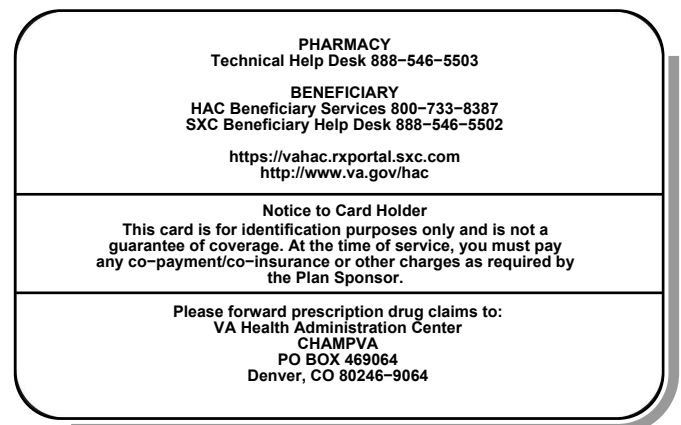 PHARMACY
Technical Help Desk 888−546−5503
BENEFICIARY
HAC Beneficiary Services 800−733−8387
SXC Beneficiary Help Desk 888−546−5502
https://vahac.rxportal.sxc.com
http://www.va.gov/hac
Notice to Card Holder
This card is for identification purposes only and is not a
guarantee of coverage. At the time of service, you must pay
any co−payment/co−insurance or other charges as required by
the Plan Sponsor.
Please forward prescription drug claims to:
VA Health Administration Center
CHAMPVA
PO BOX 469064
Denver, CO 80246−9064